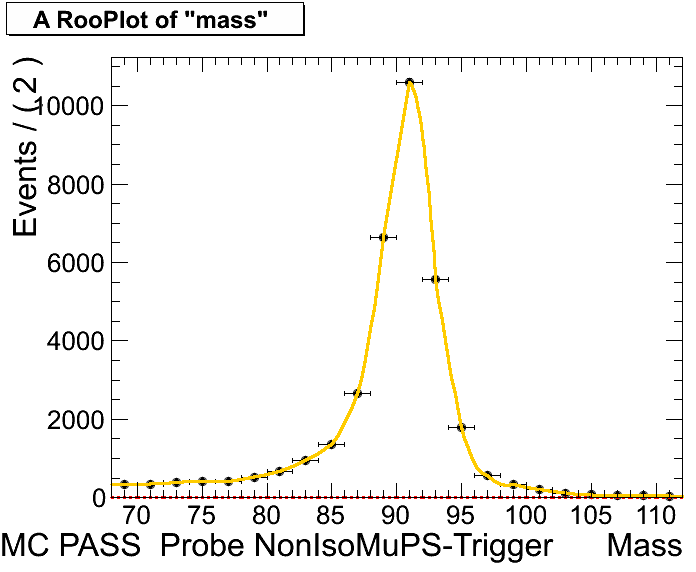 A RooPlot of "mass"
Events / ( 2 )
10000
8000
6000
4000
2000
0
70 75 80 85 90 95 100 105 110
MC PASS Probe NonIsoMuPS-Trigger Mass